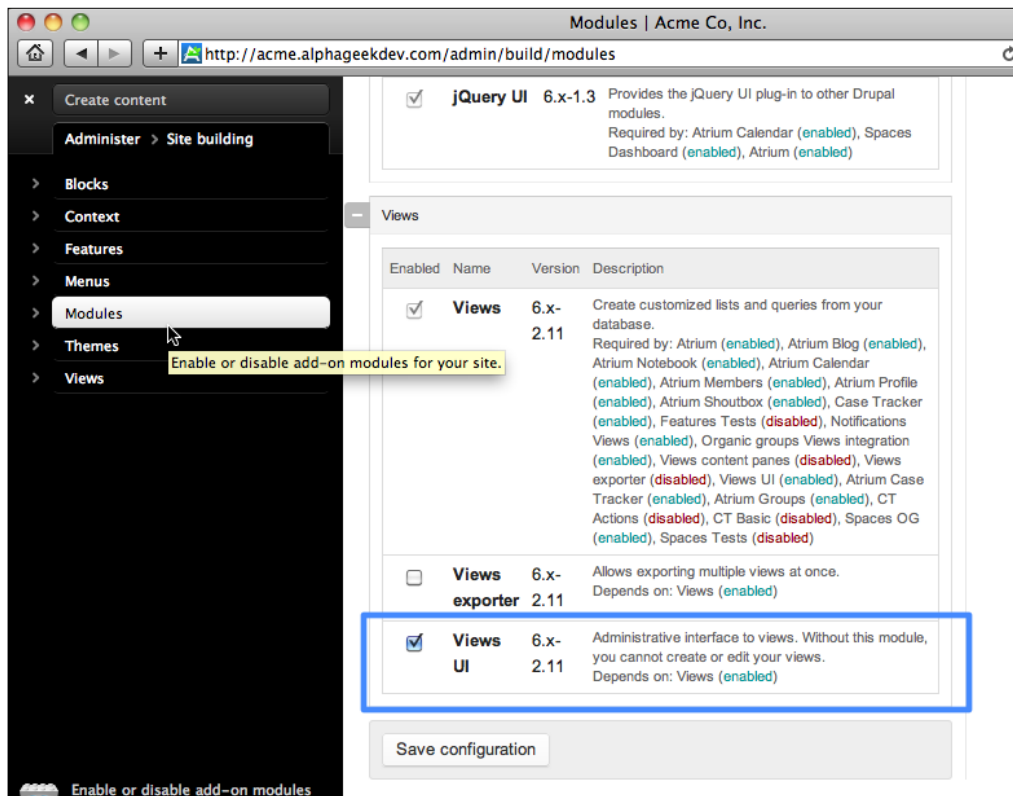 Modules | Acme Co, Inc.
http://acme.alphageekdev.com/admin/build/modules
Create content
Administer > Site building
Blocks
Context
Features
Menus
Modules
Themes
Views
Enable or disable add-on modules for your site.
Enable or disable add-on modules
jQuery UI 6.x-1.3 Provides the jQuery UI plug-in to other Drupal
modules.
Required by: Atrium Calendar (enabled), Spaces
Dashboard (enabled), Atrium (enabled)
Views
Enabled Name Version Description
Views 6.x-2.11 Create customized lists and queries from your
database.
Required by: Atrium (enabled), Atrium Blog (enabled),
Atrium Notebook (enabled), Atrium Calendar
(enabled), Atrium Members (enabled), Atrium Profile
(enabled), Atrium Shoutbox (enabled), Case Tracker
(enabled), Features Tests (disabled), Notifications
Views (enabled), Organic groups Views integration
(enabled), Views content panes (disabled), Views
exporter (disabled), Views UI (enabled), Atrium Case
Tracker (enabled), Atrium Groups (enabled), CT
Actions (disabled), CT Basic (disabled), Spaces OG
(enabled), Spaces Tests (disabled)
Views exporter 6.x-2.11 Allows exporting multiple views at once.
Depends on: Views (enabled)
Views UI 6.x-2.11 Administrative interface to views. Without this module,
you cannot create or edit your views.
Depends on: Views (enabled)
Save configuration